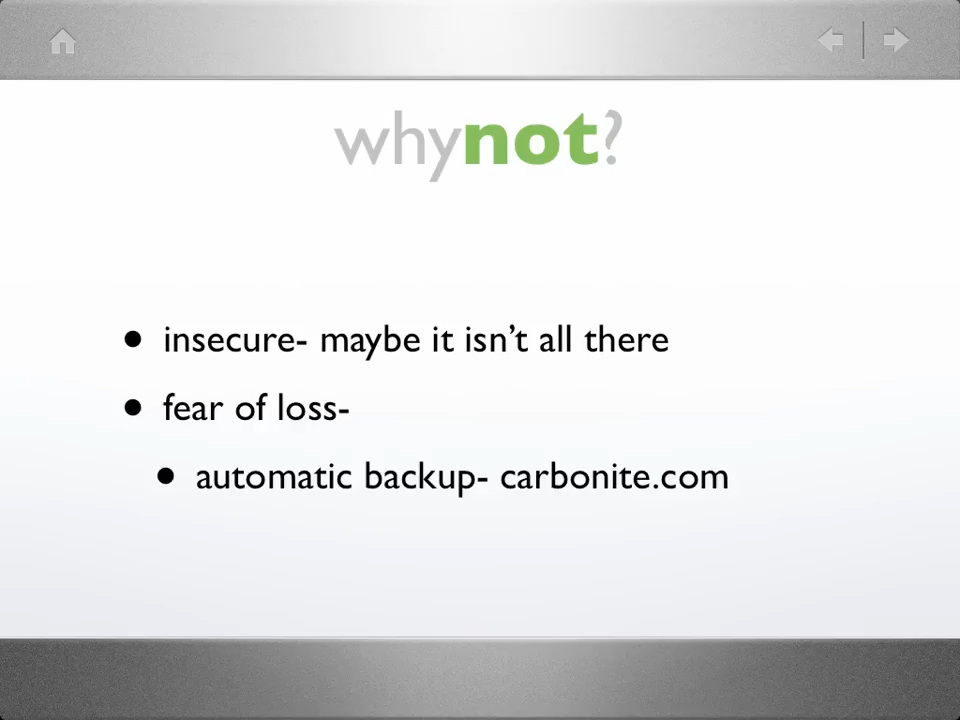 whynot?
• insecure- maybe it isn’t all there
• fear of loss-
• automatic backup- carbonite.com